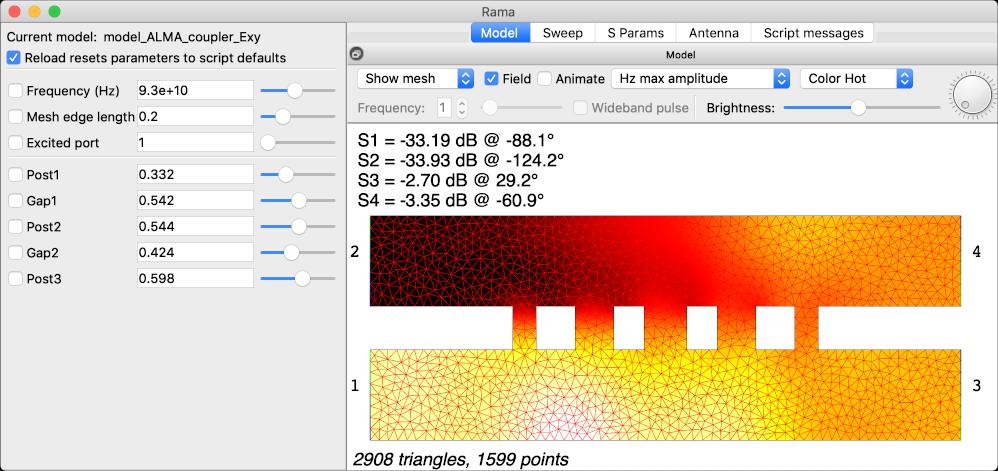 Rama
Current model: model_ALMA_coupler_Exy
Reload resets parameters to script defaults
Frequency (Hz) 9.3e+10
Mesh edge length 0.2
Excited port 1
Post1 0.332
Gap1 0.542
Post2 0.544
Gap2 0.424
Post3 0.598
Model Sweep S Params Antenna Script messages
Model
Show mesh Field Animate Hz max amplitude Color Hot
Frequency: 1 Wideband pulse Brightness:
S1 = -33.19 dB @ -88.1°
S2 = -33.93 dB @ -124.2°
S3 = -2.70 dB @ 29.2°
S4 = -3.35 dB @ -60.9°
2 4
1 3
2908 triangles, 1599 points